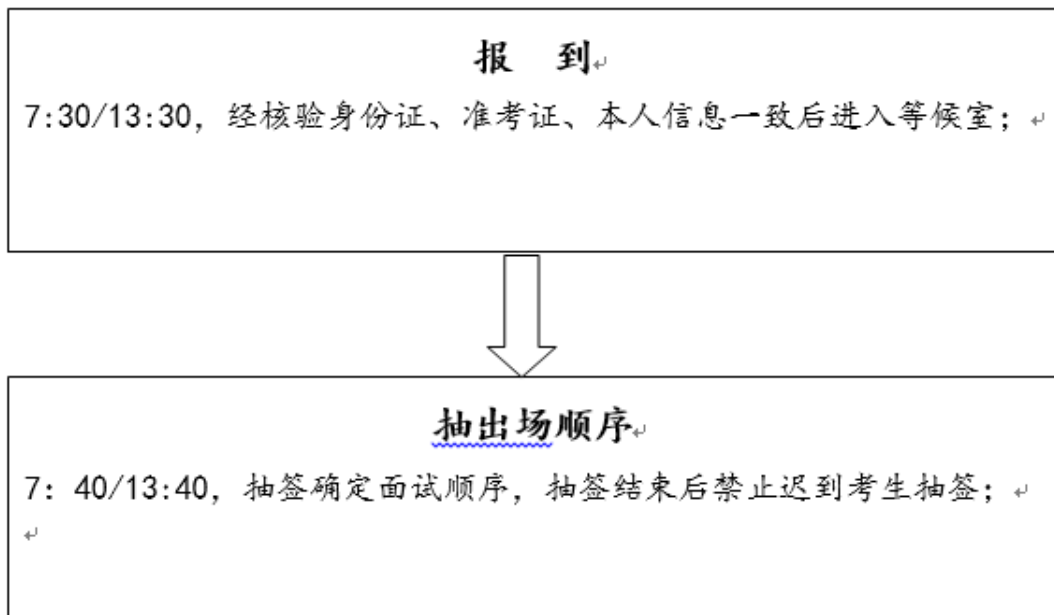 报　到
7:30/13:30，经核验身份证、准考证、本人信息一致后进入等候室；
抽出场顺序
7：40/13:40，抽签确定面试顺序，抽签结束后禁止迟到考生抽签；